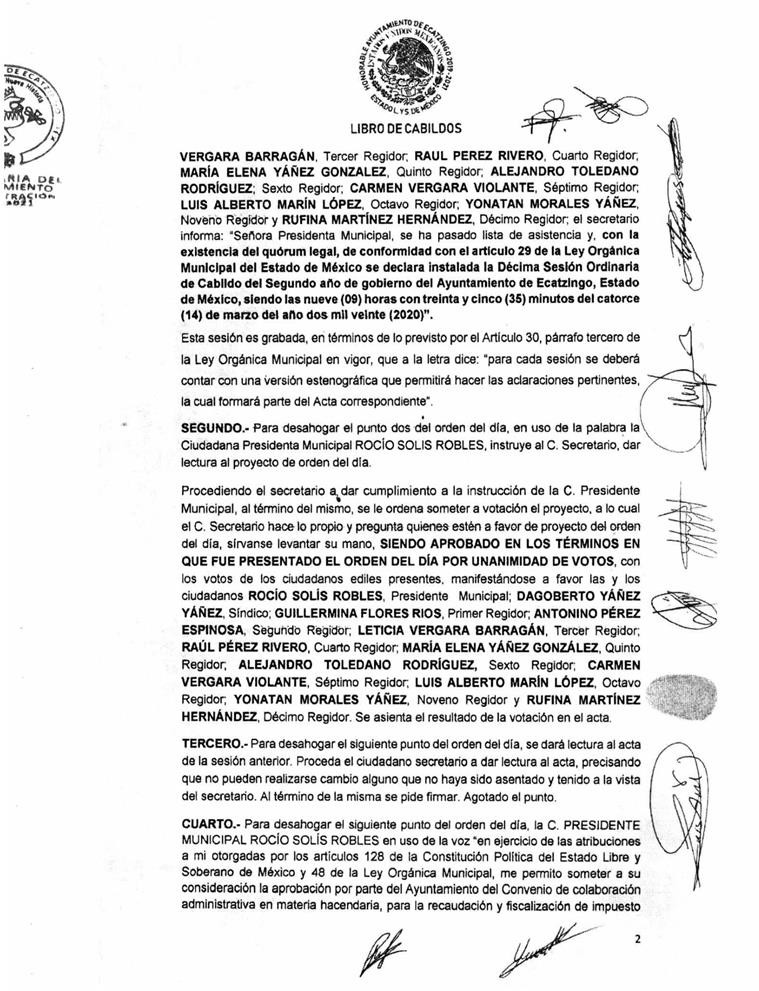 HONORABLE AYUNTAMIENTO DE ECATZINGO 2019-2021
ESTADOS UNIDOS MEXICANOS
ESTADO L. Y S. DE MÉXICO
DE ECATZ
Nueva Historia
RIA DEL
MIENTO
TRACIÓN
2021
LIBRO DE CABILDOS
VERGARA BARRAGÁN, Tercer Regidor; RAUL PEREZ RIVERO, Cuarto Regidor;
MARÍA ELENA YÁÑEZ GONZALEZ, Quinto Regidor; ALEJANDRO TOLEDANO
RODRÍGUEZ; Sexto Regidor; CARMEN VERGARA VIOLANTE, Séptimo Regidor;
LUIS ALBERTO MARÍN LÓPEZ, Octavo Regidor; YONATAN MORALES YÁÑEZ,
Noveno Regidor y RUFINA MARTÍNEZ HERNÁNDEZ, Décimo Regidor; el secretario
informa: “Señora Presidenta Municipal, se ha pasado lista de asistencia y, con la
existencia del quórum legal, de conformidad con el articulo 29 de la Ley Orgánica
Municipal del Estado de México se declara instalada la Décima Sesión Ordinaria
de Cabildo del Segundo año de gobierno del Ayuntamiento de Ecatzingo, Estado
de México, siendo las nueve (09) horas con treinta y cinco (35) minutos del catorce
(14) de marzo del año dos mil veinte (2020)”.
Esta sesión es grabada, en términos de lo previsto por el Artículo 30, párrafo tercero de
la Ley Orgánica Municipal en vigor, que a la letra dice: “para cada sesión se deberá
contar con una versión estenográfica que permitirá hacer las aclaraciones pertinentes,
la cual formará parte del Acta correspondiente”.
SEGUNDO.- Para desahogar el punto dos del orden del día, en uso de la palabra la
Ciudadana Presidenta Municipal ROCÍO SOLIS ROBLES, instruye al C. Secretario, dar
lectura al proyecto de orden del día.
Procediendo el secretario a dar cumplimiento a la instrucción de la C. Presidente
Municipal, al término del mismo, se le ordena someter a votación el proyecto, a lo cual
el C. Secretario hace lo propio y pregunta quienes estén a favor de proyecto del orden
del día, sírvanse levantar su mano, SIENDO APROBADO EN LOS TÉRMINOS EN
QUE FUE PRESENTADO EL ORDEN DEL DÍA POR UNANIMIDAD DE VOTOS, con
los votos de los ciudadanos ediles presentes, manifestándose a favor las y los
ciudadanos ROCÍO SOLÍS ROBLES, Presidente Municipal; DAGOBERTO YÁÑEZ
YÁÑEZ, Síndico; GUILLERMINA FLORES RIOS, Primer Regidor; ANTONINO PÉREZ
ESPINOSA, Segundo Regidor; LETICIA VERGARA BARRAGÁN, Tercer Regidor;
RAÚL PÉREZ RIVERO, Cuarto Regidor; MARÍA ELENA YÁÑEZ GONZÁLEZ, Quinto
Regidor; ALEJANDRO TOLEDANO RODRÍGUEZ, Sexto Regidor; CARMEN
VERGARA VIOLANTE, Séptimo Regidor; LUIS ALBERTO MARÍN LÓPEZ, Octavo
Regidor; YONATAN MORALES YÁÑEZ, Noveno Regidor y RUFINA MARTÍNEZ
HERNÁNDEZ, Décimo Regidor. Se asienta el resultado de la votación en el acta.
TERCERO.- Para desahogar el siguiente punto del orden del día, se dará lectura al acta
de la sesión anterior. Proceda el ciudadano secretario a dar lectura al acta, precisando
que no pueden realizarse cambio alguno que no haya sido asentado y tenido a la vista
del secretario. Al término de la misma se pide firmar. Agotado el punto.
CUARTO.- Para desahogar el siguiente punto del orden del día, la C. PRESIDENTE
MUNICIPAL ROCÍO SOLÍS ROBLES en uso de la voz “en ejercicio de las atribuciones
a mi otorgadas por los artículos 128 de la Constitución Política del Estado Libre y
Soberano de México y 48 de la Ley Orgánica Municipal, me permito someter a su
consideración la aprobación por parte del Ayuntamiento del Convenio de colaboración
administrativa en materia hacendaria, para la recaudación y fiscalización de impuesto
2